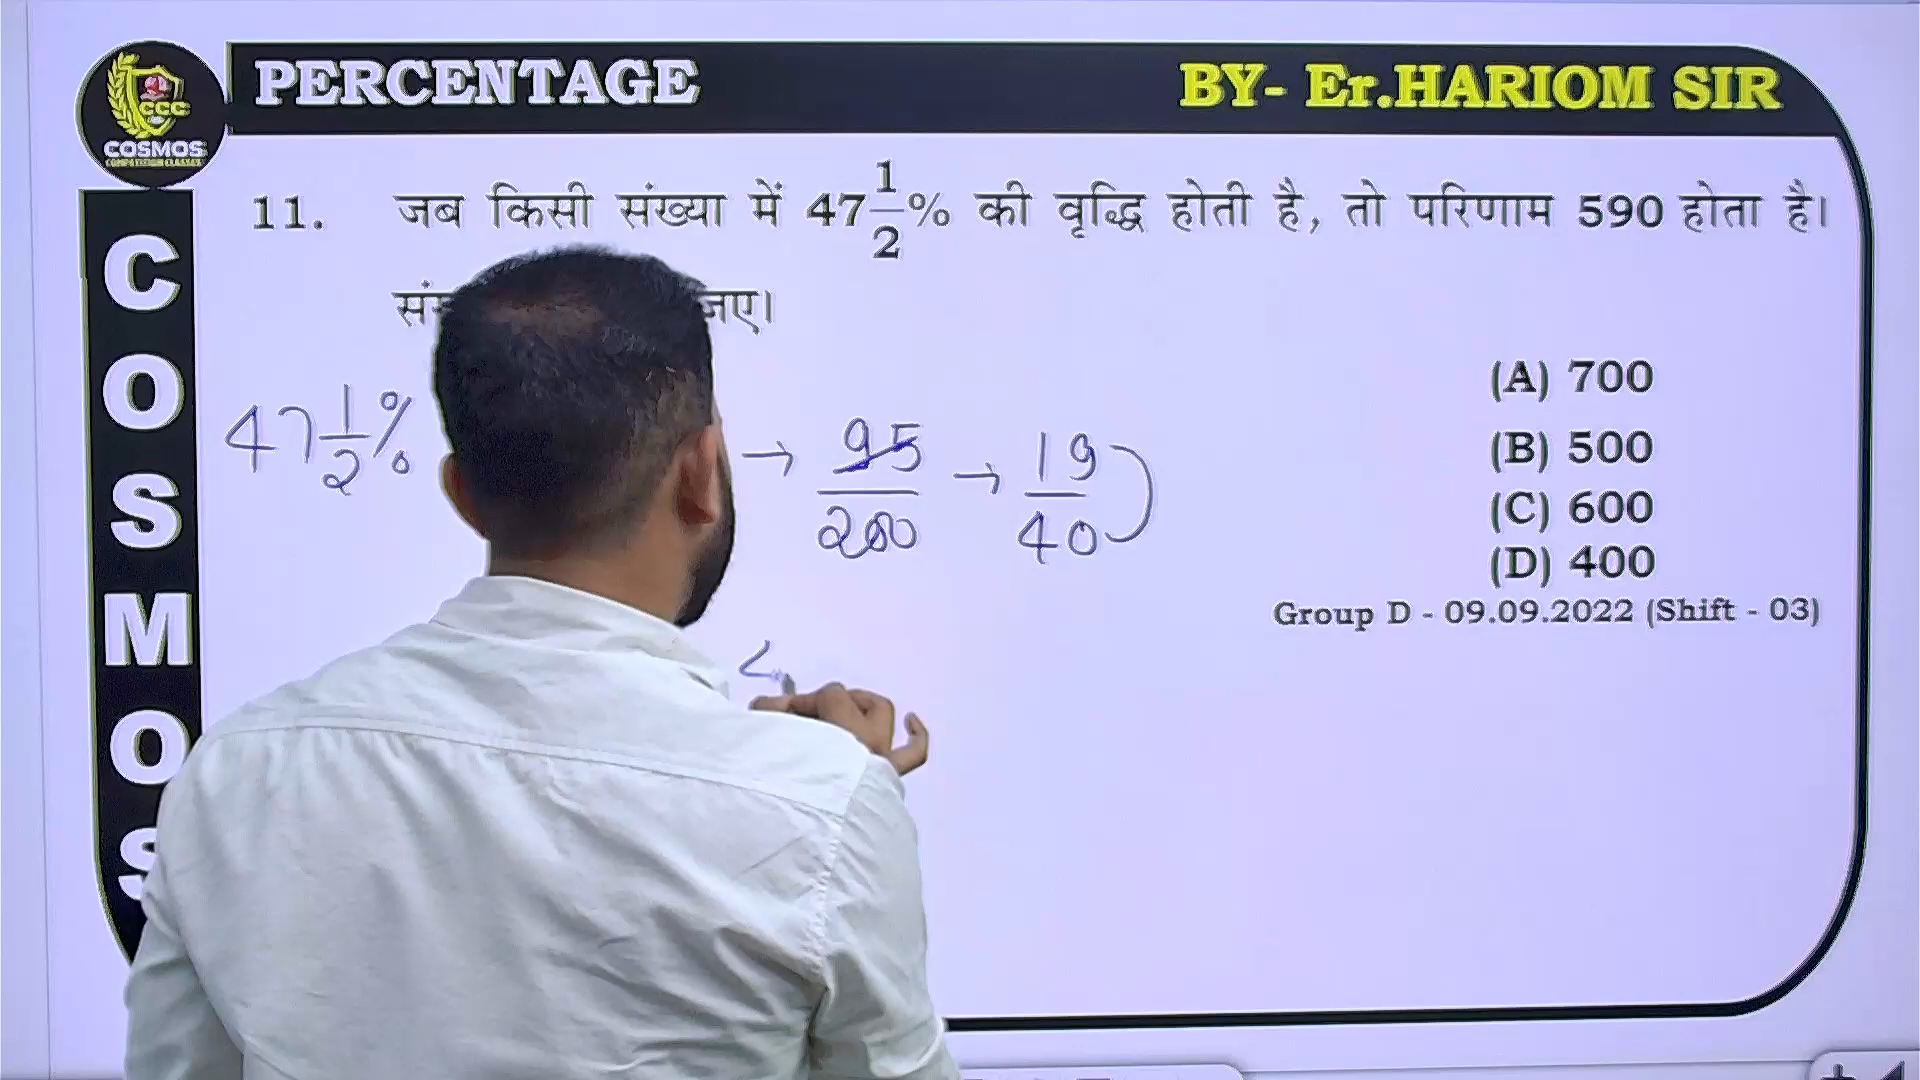 PERCENTAGE
BY- Er.HARIOM SIR
CCC
COSMOS
COSMOS
11. जब किसी संख्या में 47 1/2% की वृद्धि होती है, तो परिणाम 590 होता है।
47 1/2 % → 95/200 → 19/40
(A) 700
(B) 500
(C) 600
(D) 400
Group D - 09.09.2022 (Shift - 03)